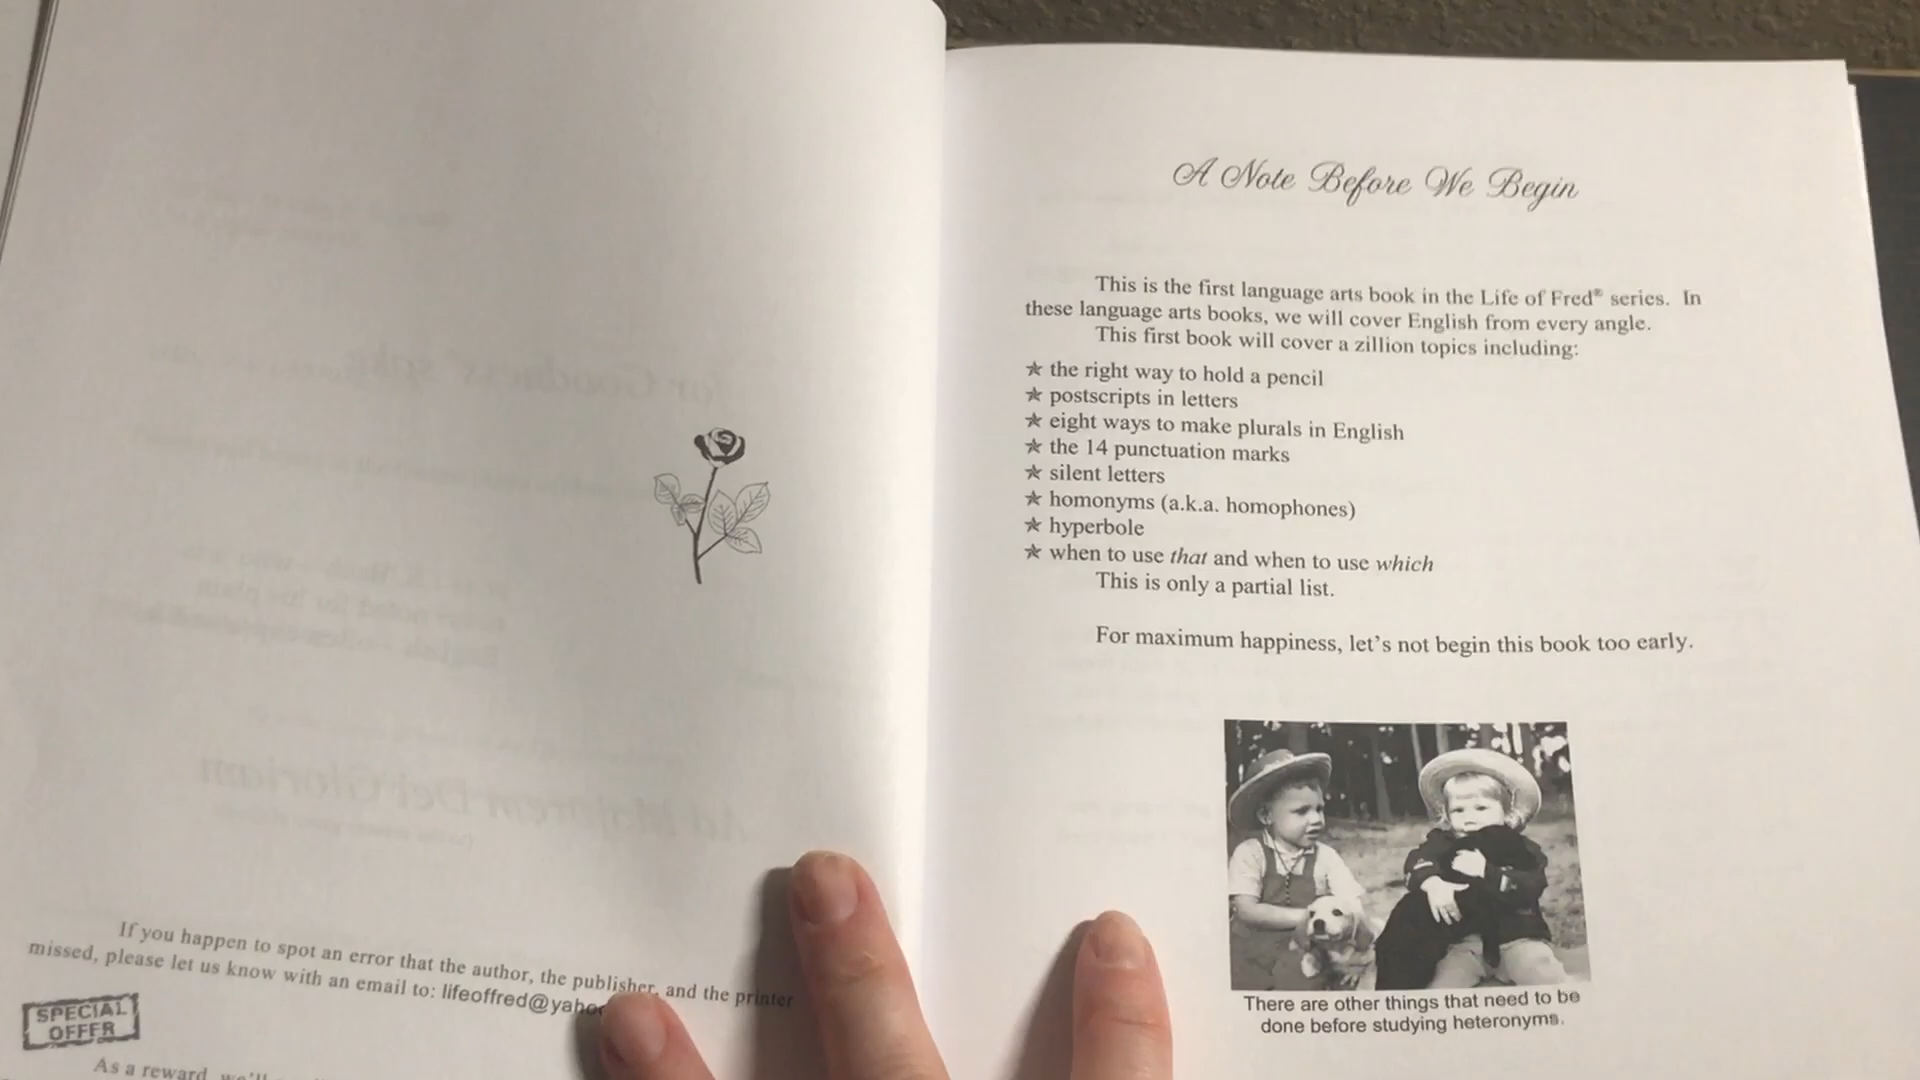 If you happen to spot an error that the author, the publisher, and the printer
missed, please let us know with an email to: lifeoffred@yahoo
SPECIAL
OFFER
As a reward, we'll
A Note Before We Begin
This is the first language arts book in the Life of Fred® series. In
these language arts books, we will cover English from every angle.
This first book will cover a zillion topics including:
★ the right way to hold a pencil
★ postscripts in letters
★ eight ways to make plurals in English
★ the 14 punctuation marks
★ silent letters
★ homonyms (a.k.a. homophones)
★ hyperbole
★ when to use that and when to use which
This is only a partial list.
For maximum happiness, let's not begin this book too early.
There are other things that need to be
done before studying heteronyms.